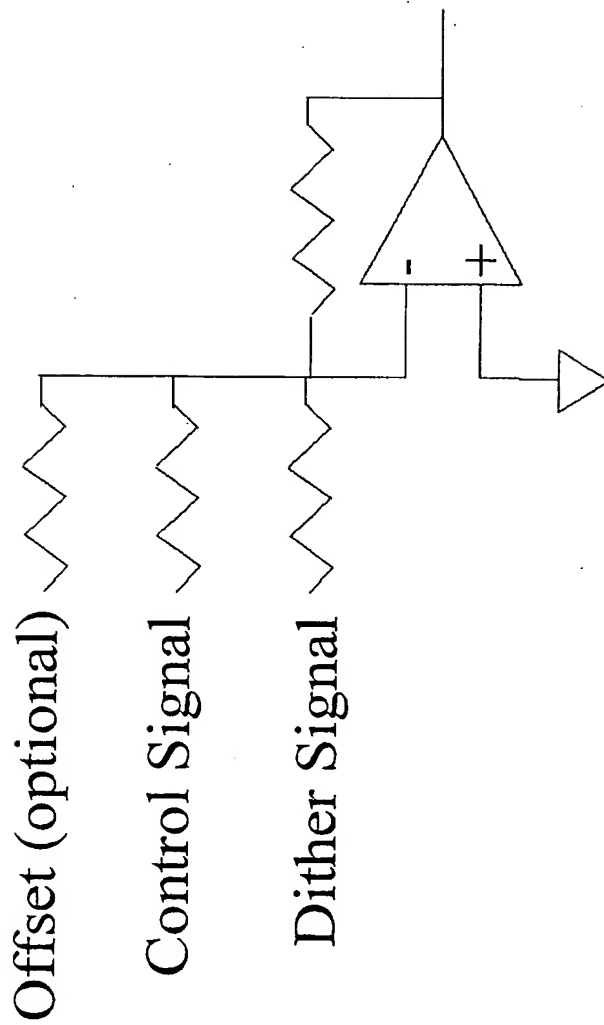 Offset (optional)
Control Signal
Dither Signal
-
+